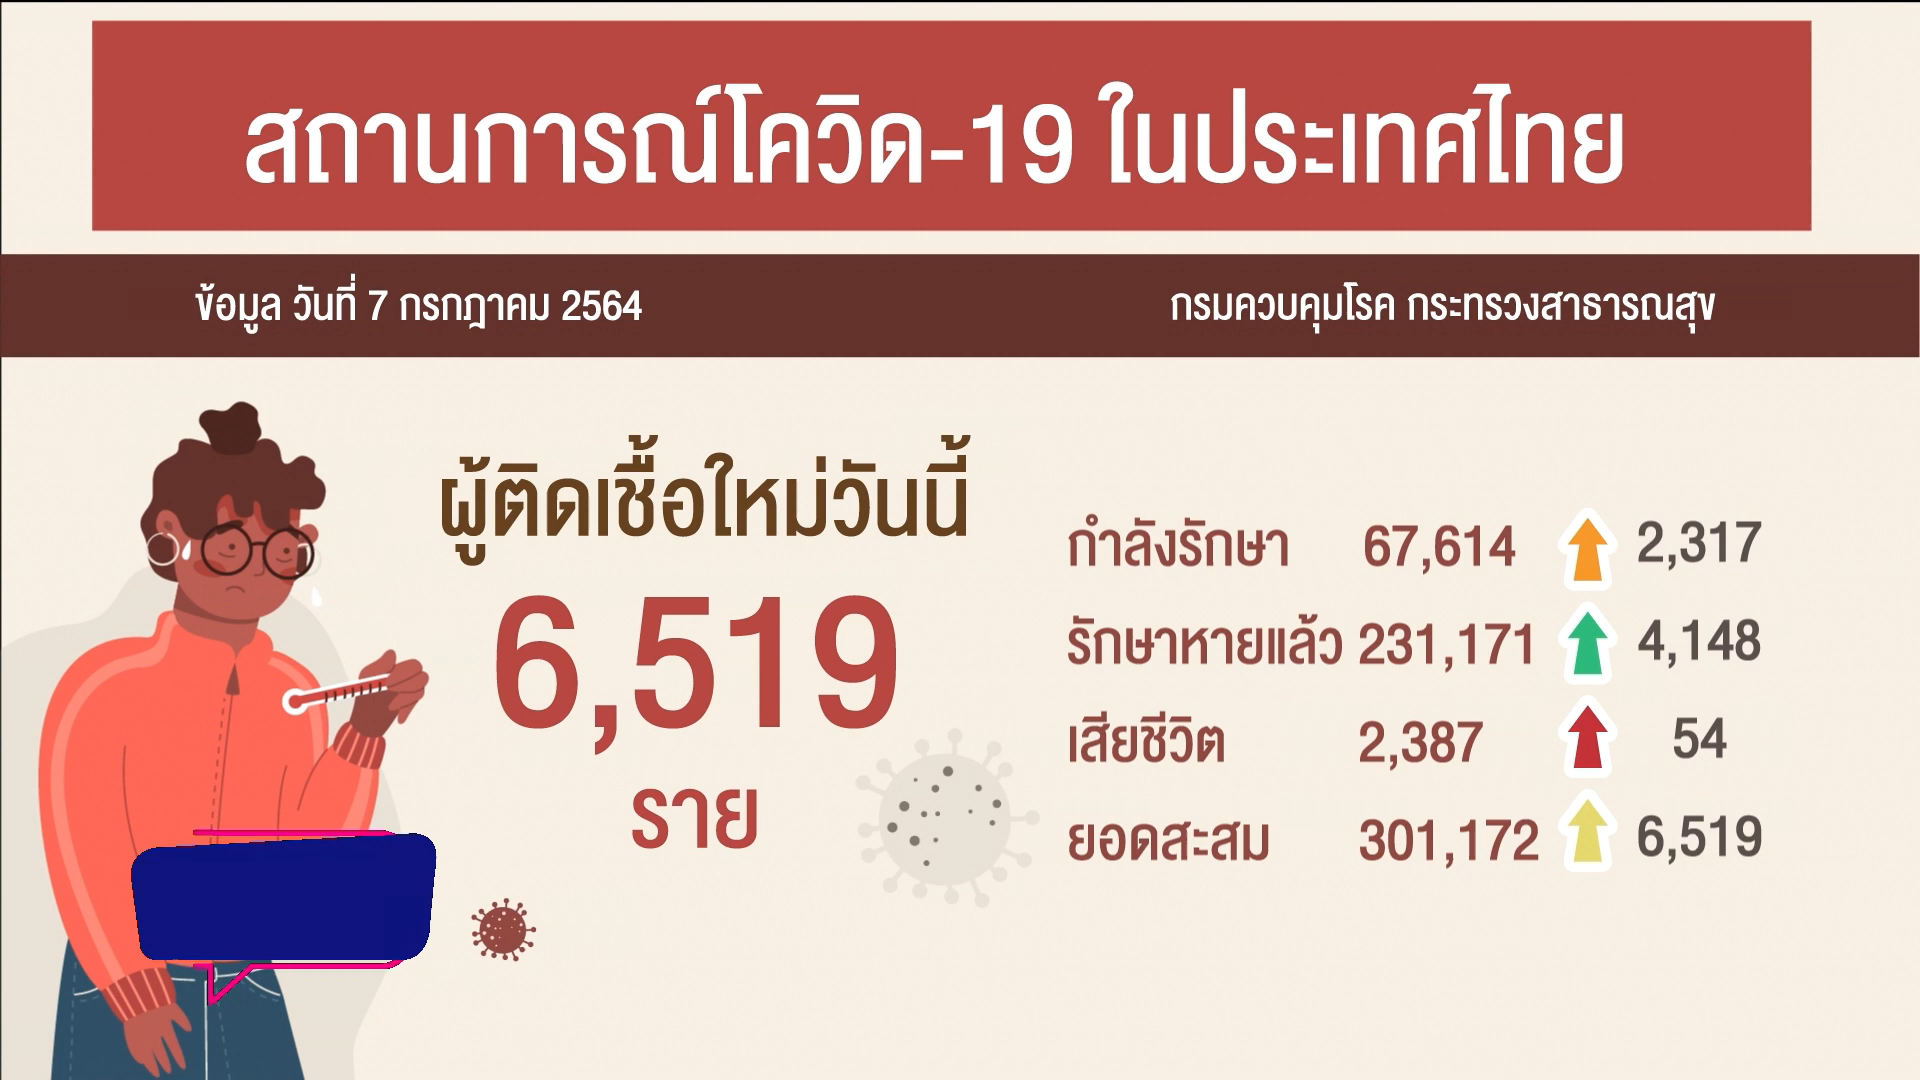 สถานการณ์โควิด-19 ในประเทศไทย
ข้อมูล วันที่ 7 กรกฎาคม 2564
กรมควบคุมโรค กระทรวงสาธารณสุข
ผู้ติดเชื้อใหม่วันนี้
6,519
ราย
กำลังรักษา 67,614 2,317
รักษาหายแล้ว 231,171 4,148
เสียชีวิต 2,387 54
ยอดสะสม 301,172 6,519